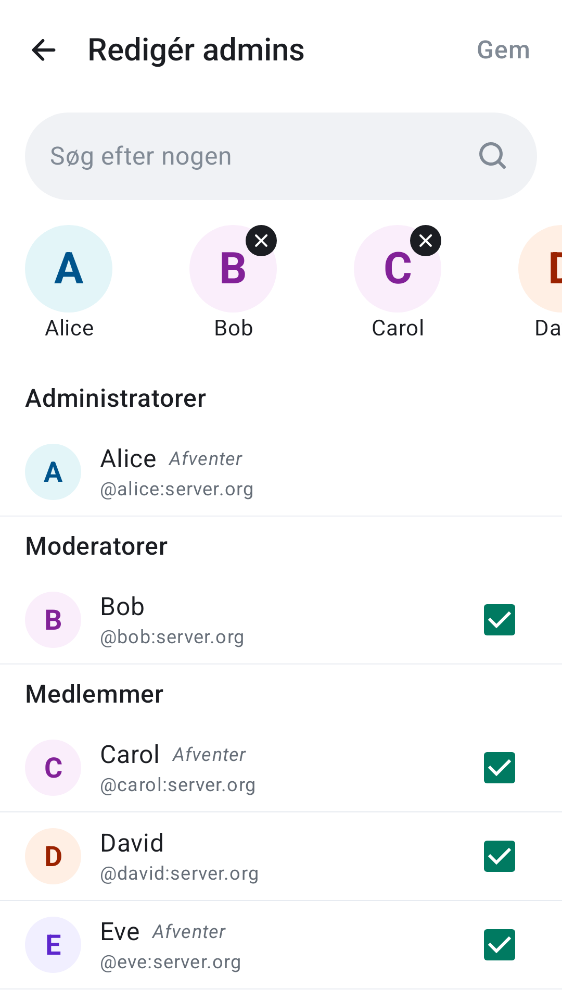 Redigér admins
Gem
Søg efter nogen
A
B
C
D
Alice
Bob
Carol
Da
Administratorer
A
Alice Afventer
@alice:server.org
Moderatorer
B
Bob
@bob:server.org
Medlemmer
C
Carol Afventer
@carol:server.org
D
David
@david:server.org
E
Eve Afventer
@eve:server.org